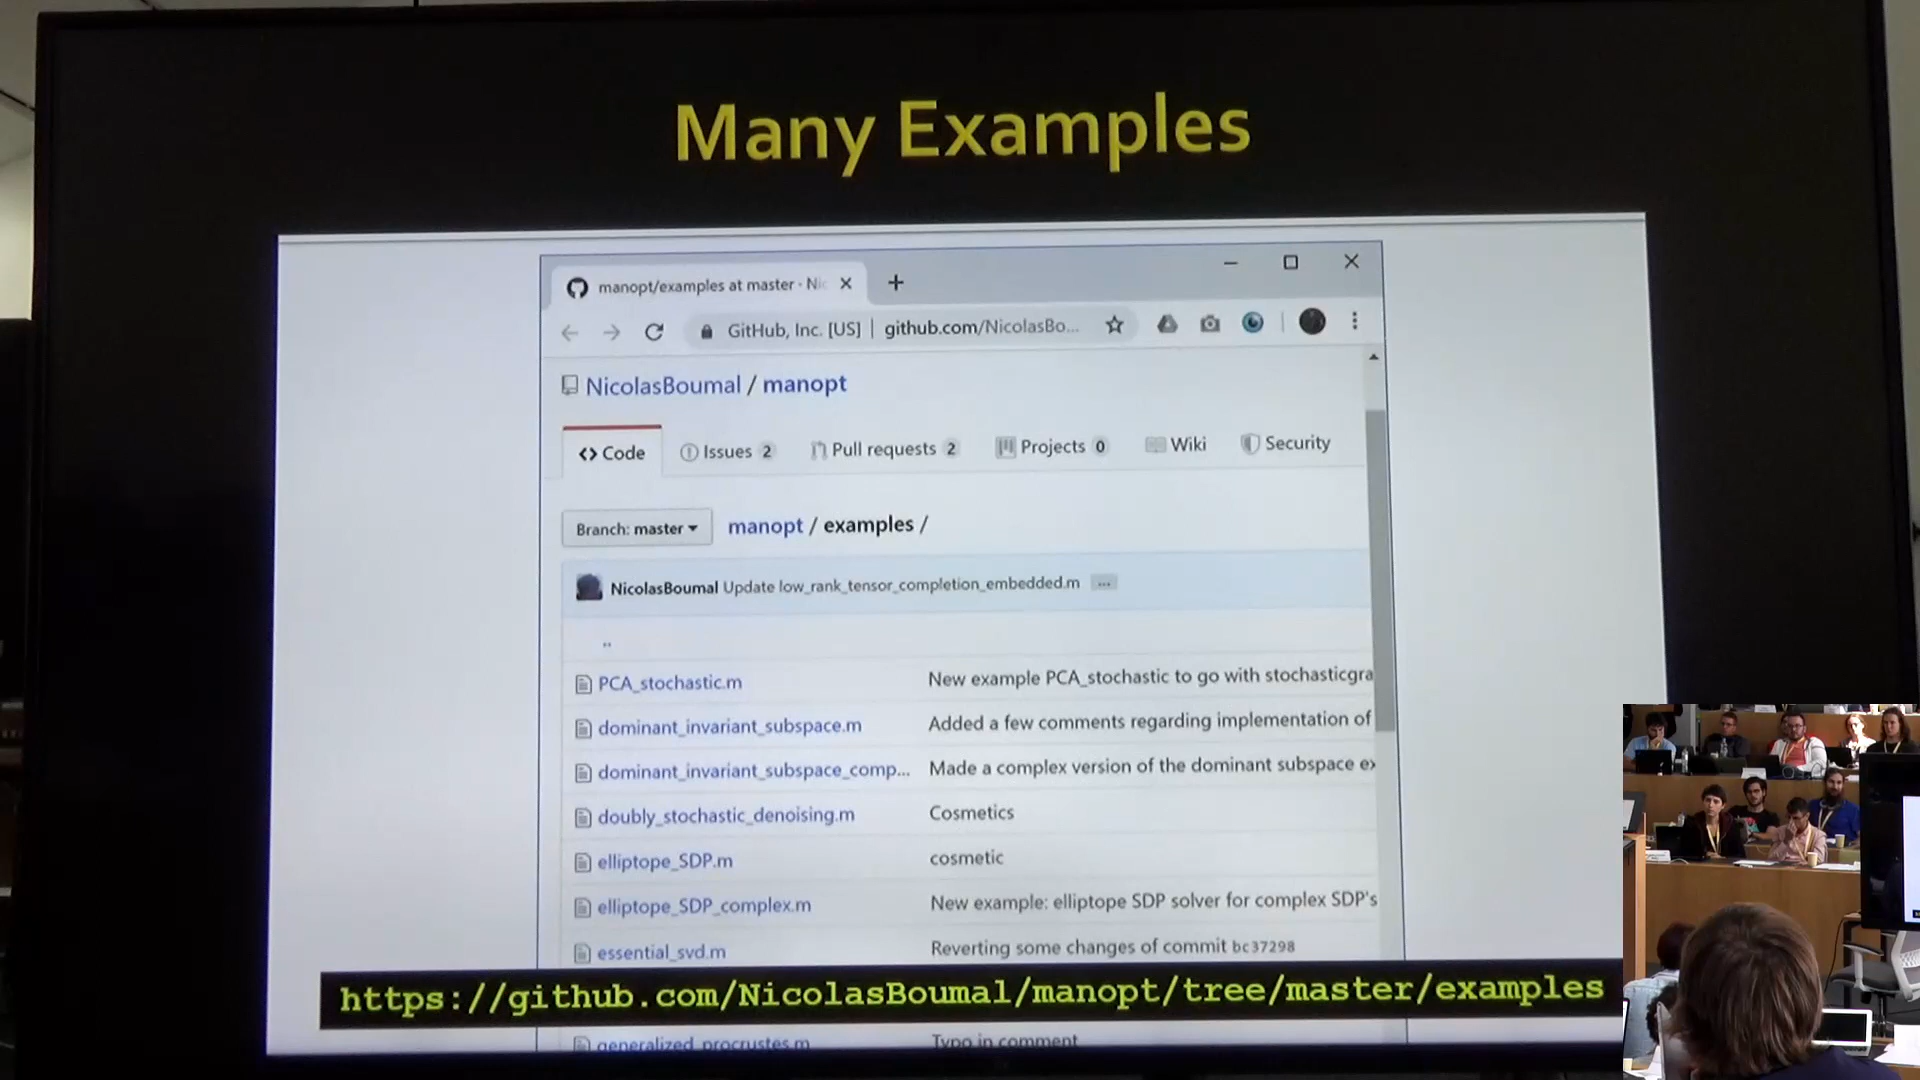 Many Examples
manopt/examples at master · Nic
GitHub, Inc. [US] | github.com/NicolasBo...
NicolasBoumal / manopt
Code Issues 2 Pull requests 2 Projects 0 Wiki Security
Branch: master manopt / examples /
NicolasBoumal Update low_rank_tensor_completion_embedded.m ...
..
PCA_stochastic.m New example PCA_stochastic to go with stochasticgra
dominant_invariant_subspace.m Added a few comments regarding implementation of
dominant_invariant_subspace_comp... Made a complex version of the dominant subspace ex
doubly_stochastic_denoising.m Cosmetics
elliptope_SDP.m cosmetic
elliptope_SDP_complex.m New example: elliptope SDP solver for complex SDP's
essential_svd.m Reverting some changes of commit bc37298
https://github.com/NicolasBoumal/manopt/tree/master/examples
generalized_procrustes.m Typo in comment